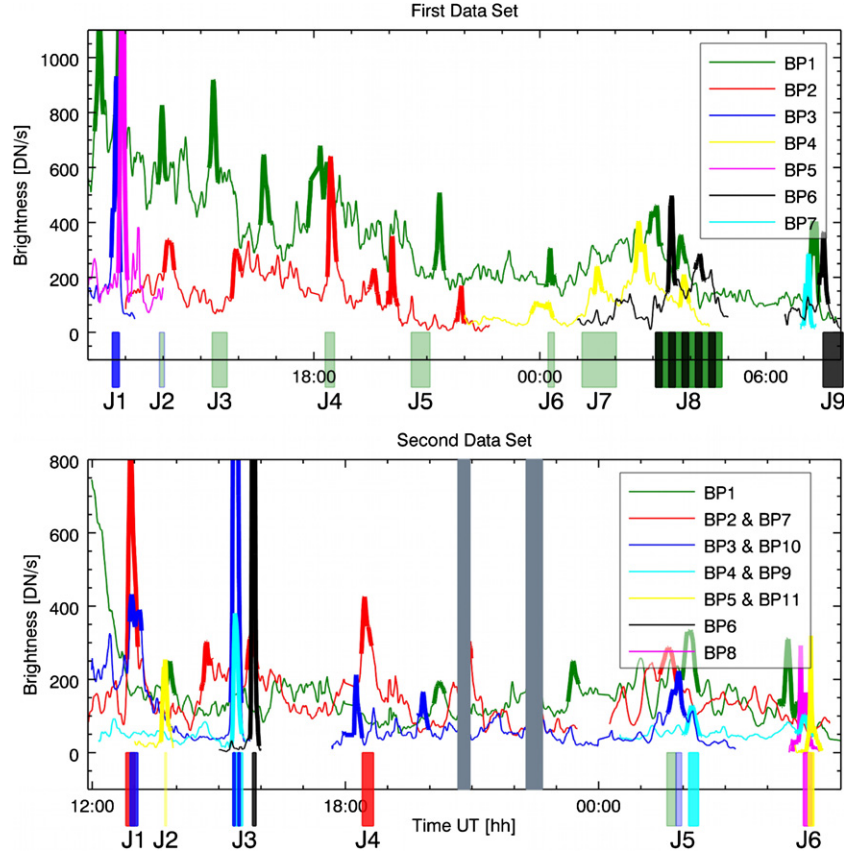 First Data Set
Brightness [DN/s]
1000
800
600
400
200
0
BP1
BP2
BP3
BP4
BP5
BP6
BP7
18:00 00:00 06:00
J1 J2 J3 J4 J5 J6 J7 J8 J9
Second Data Set
Brightness [DN/s]
800
600
400
200
0
BP1
BP2 & BP7
BP3 & BP10
BP4 & BP9
BP5 & BP11
BP6
BP8
12:00 18:00 00:00
J1 J2 J3 J4 J5 J6
Time UT [hh]